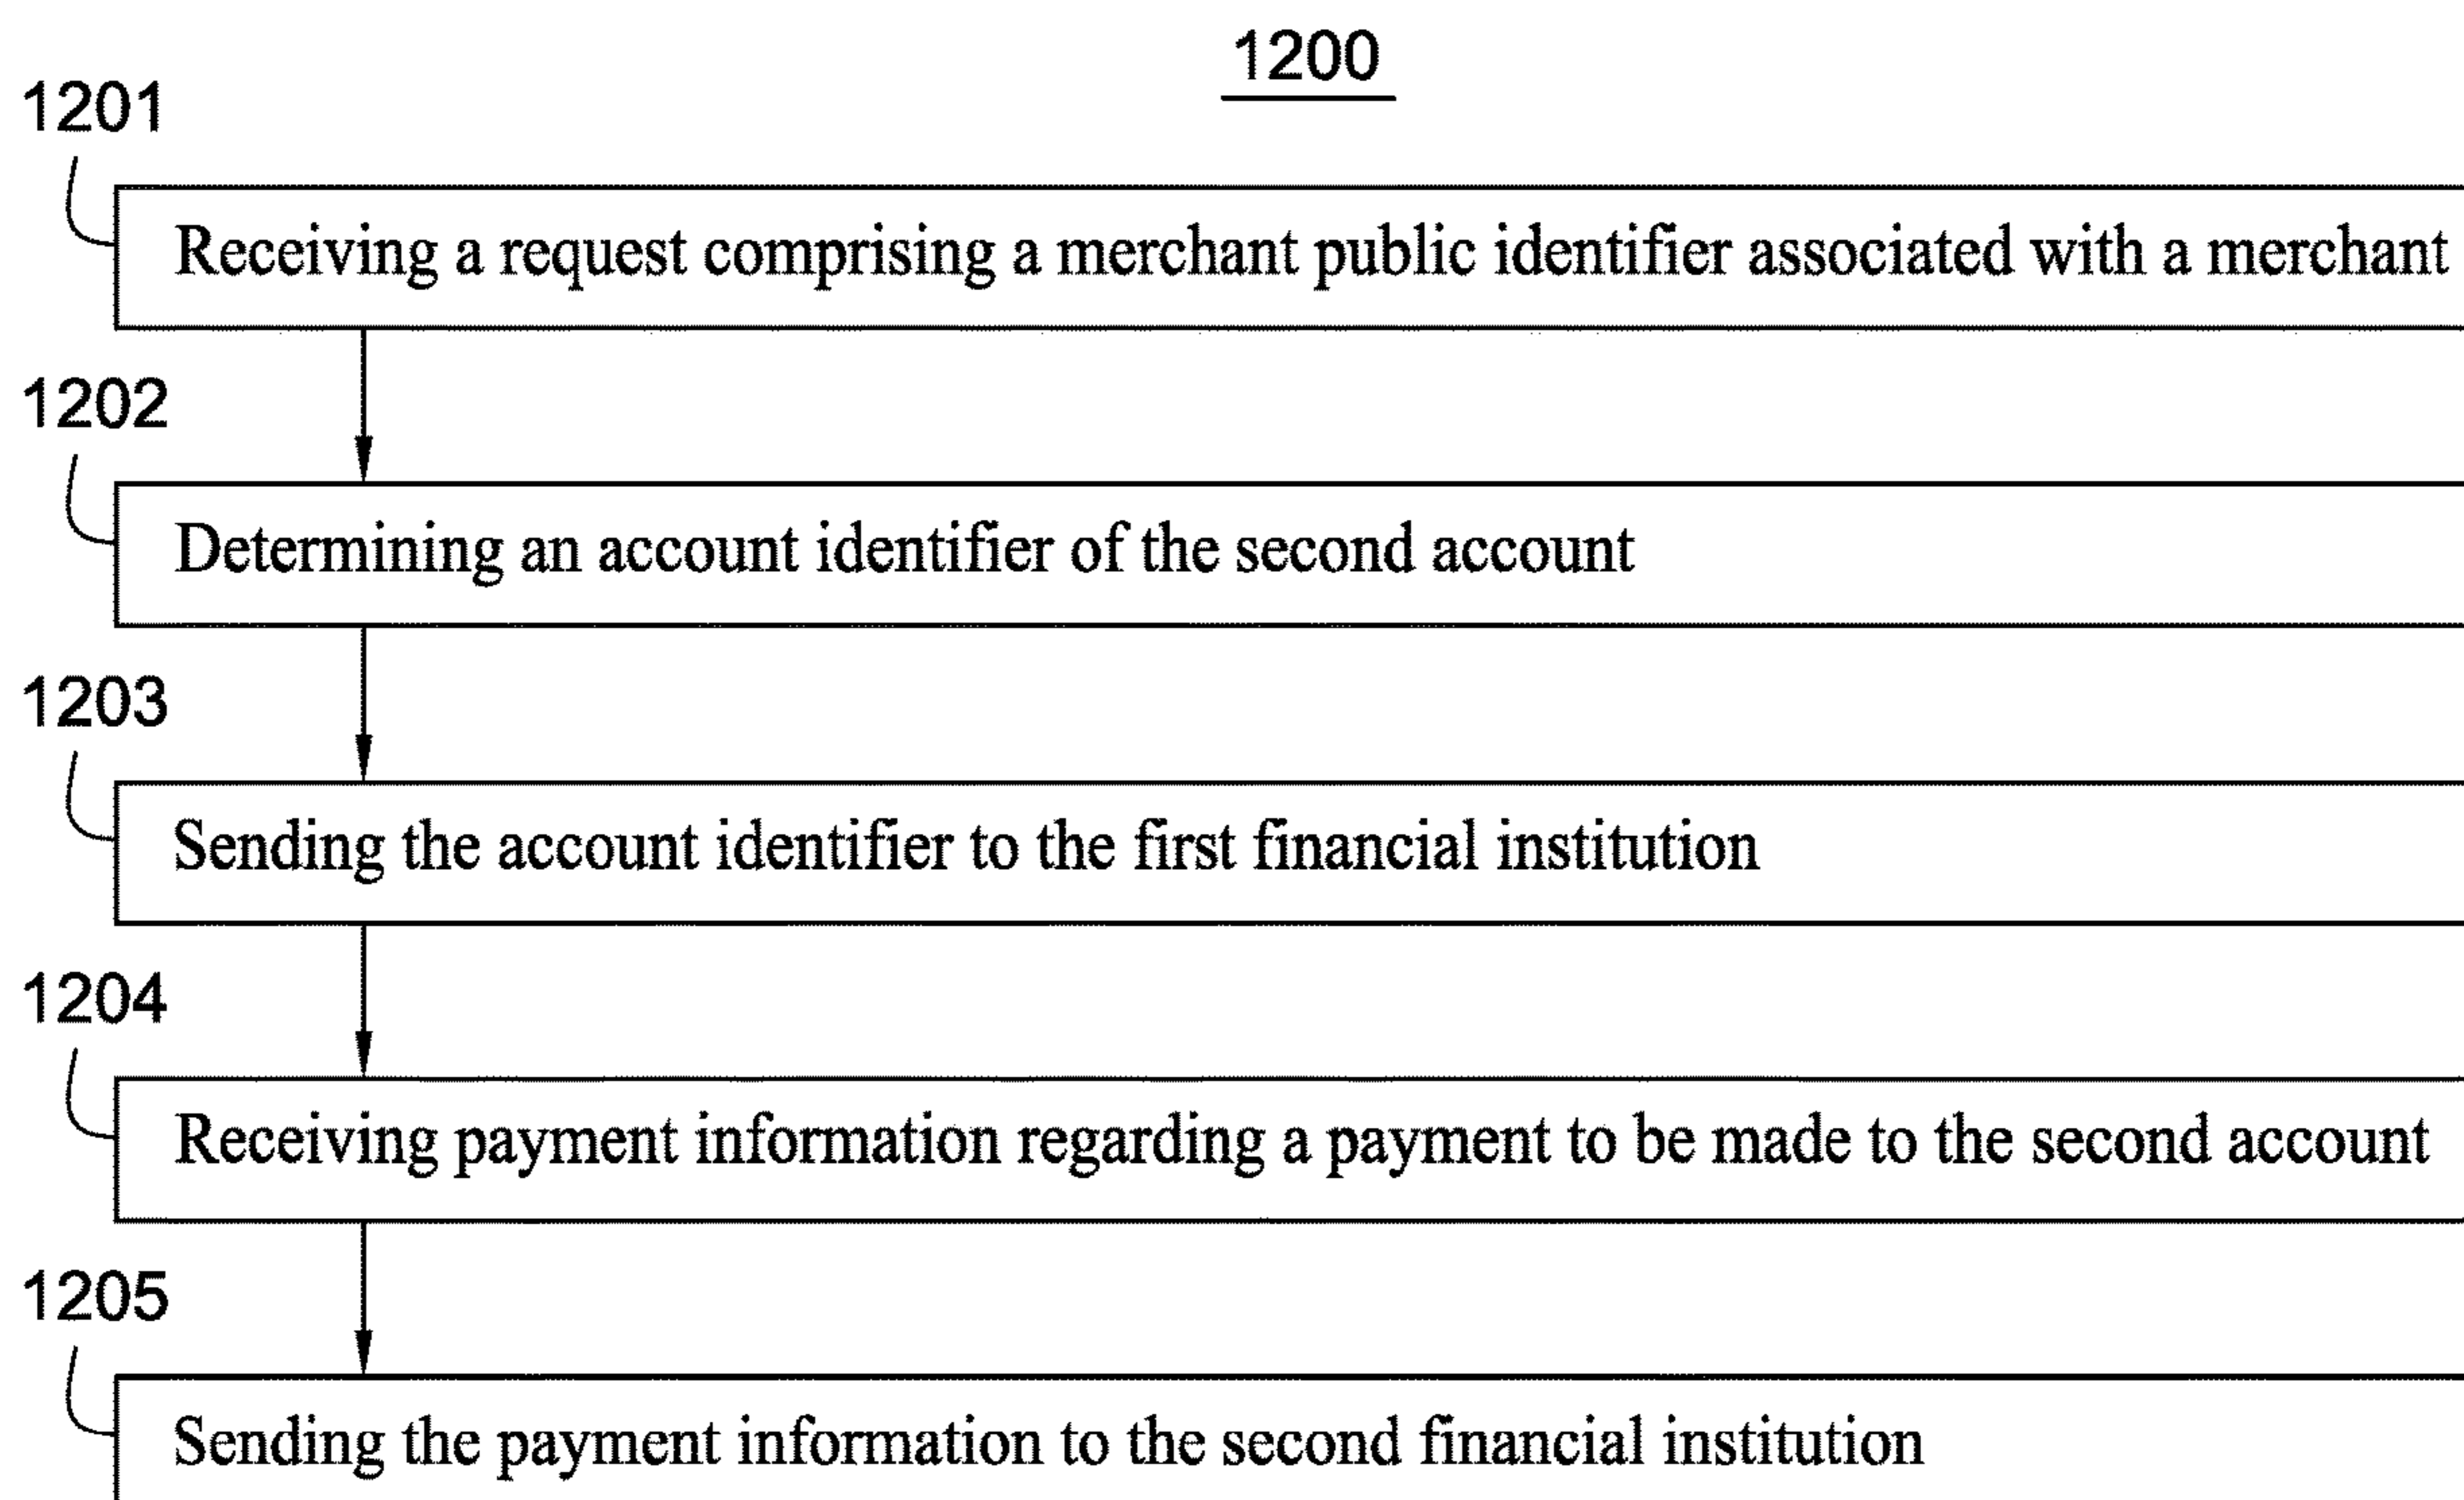 1200
1201
Receiving a request comprising a merchant public identifier associated with a merchant
1202
Determining an account identifier of the second account
1203
Sending the account identifier to the first financial institution
1204
Receiving payment information regarding a payment to be made to the second account
1205
Sending the payment information to the second financial institution